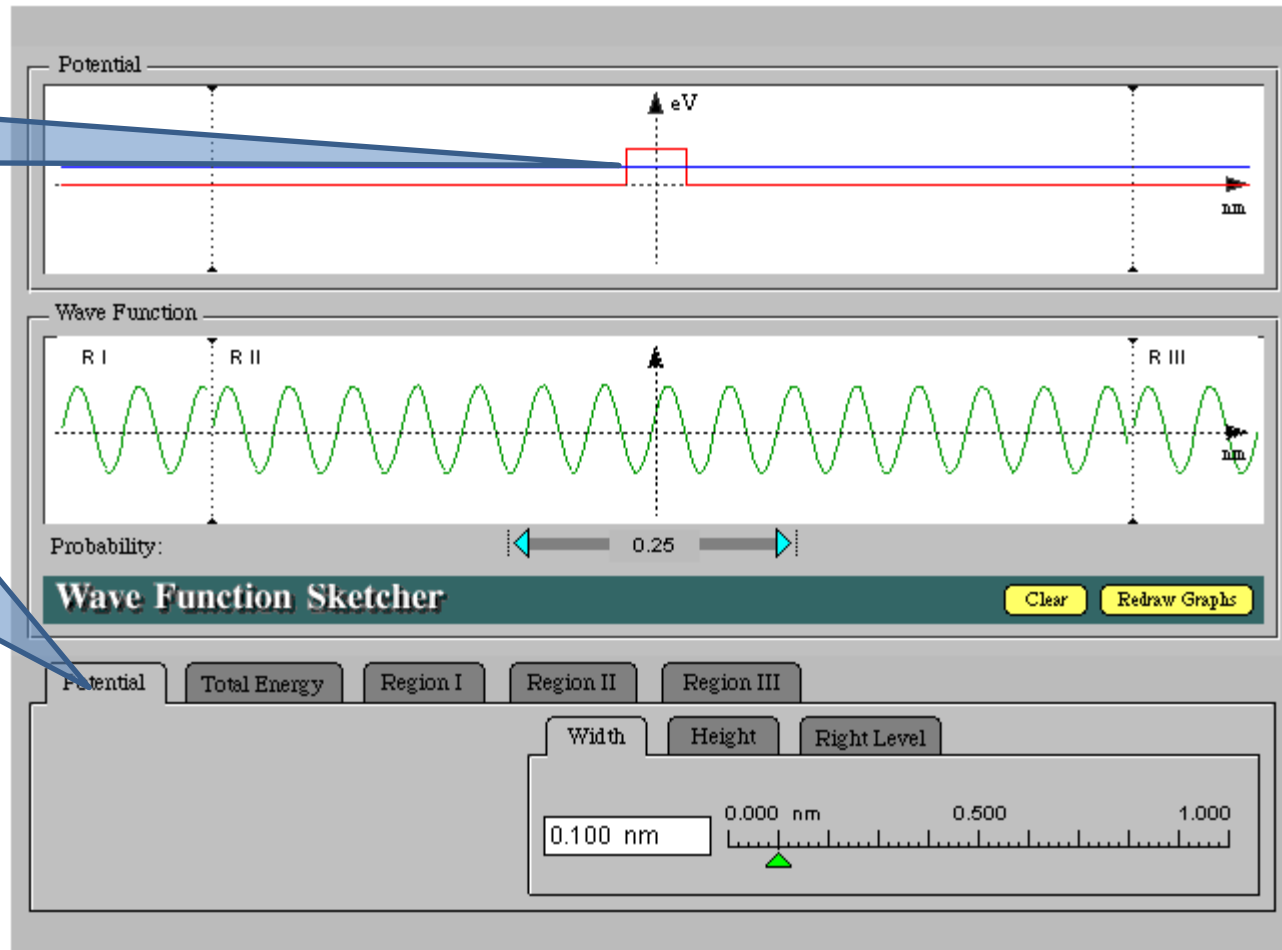 Potential
eV
nm
Wave Function
R I R II R III
nm
Probability: 0.25
Wave Function Sketcher Clear Redraw Graphs
Potential Total Energy Region I Region II Region III
Width Height Right Level
0.000 nm 0.500 1.000
0.100 nm